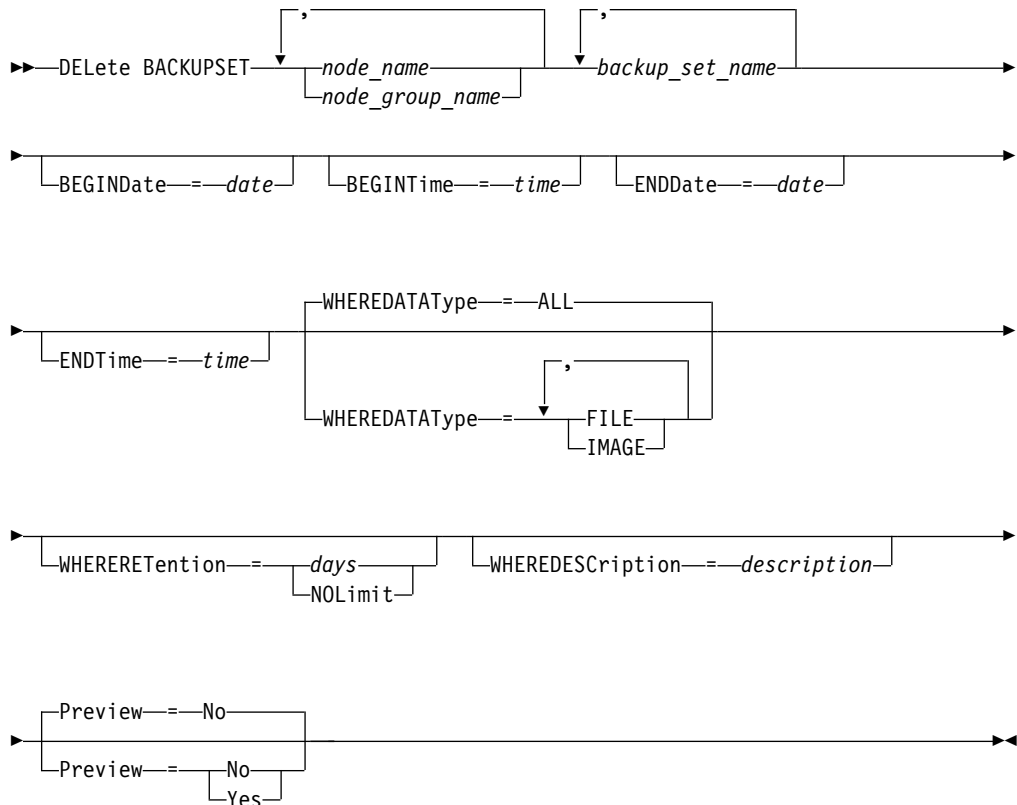 ,
,
DELete BACKUPSET
node_name
backup_set_name
node_group_name
BEGINDate = date
BEGINTime = time
ENDDate = date
WHEREDATAType = ALL
ENDTime = time
,
WHEREDATAType =
FILE
IMAGE
WHERERETention =
days
NOLimit
WHEREDESCription = description
Preview = No
Preview =
No
Yes